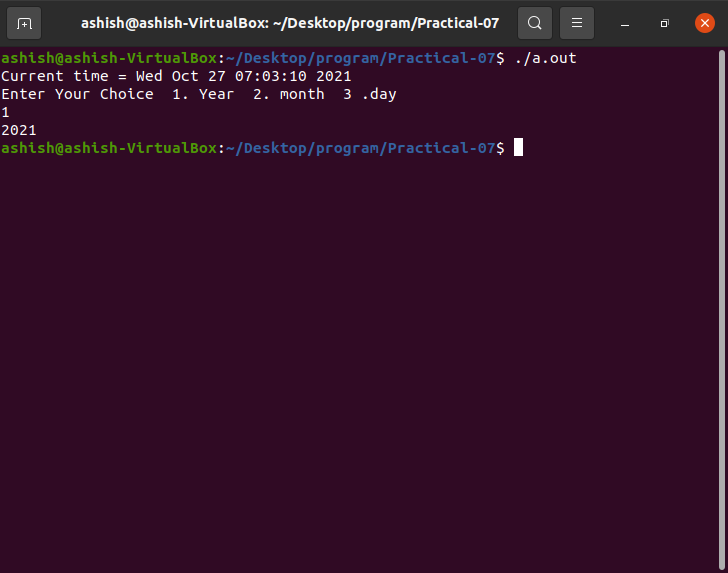 ashish@ashish-VirtualBox: ~/Desktop/program/Practical-07
ashish@ashish-VirtualBox:~/Desktop/program/Practical-07$ ./a.out
Current time = Wed Oct 27 07:03:10 2021
Enter Your Choice  1. Year  2. month  3 .day
1
2021
ashish@ashish-VirtualBox:~/Desktop/program/Practical-07$